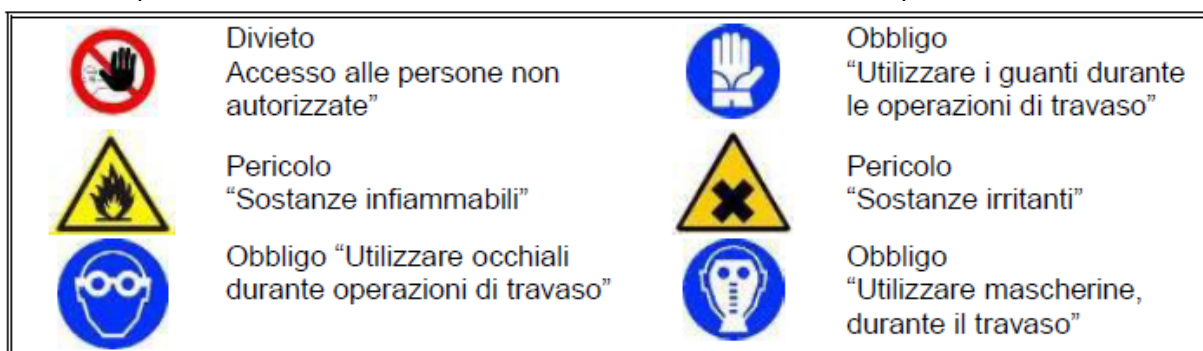 Divieto
Accesso alle persone non
autorizzate”
Obbligo
“Utilizzare i guanti durante
le operazioni di travaso”
Pericolo
“Sostanze infiammabili”
Pericolo
“Sostanze irritanti”
Obbligo “Utilizzare occhiali
durante operazioni di travaso”
Obbligo
“Utilizzare mascherine,
durante il travaso”